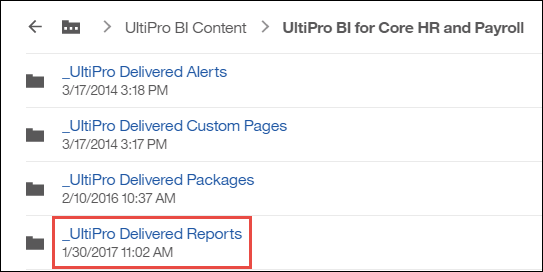 UltiPro BI Content UltiPro BI for Core HR and Payroll
_UltiPro Delivered Alerts
3/17/2014 3:18 PM
_UltiPro Delivered Custom Pages
3/17/2014 3:17 PM
_UltiPro Delivered Packages
2/10/2016 10:37 AM
_UltiPro Delivered Reports
1/30/2017 11:02 AM